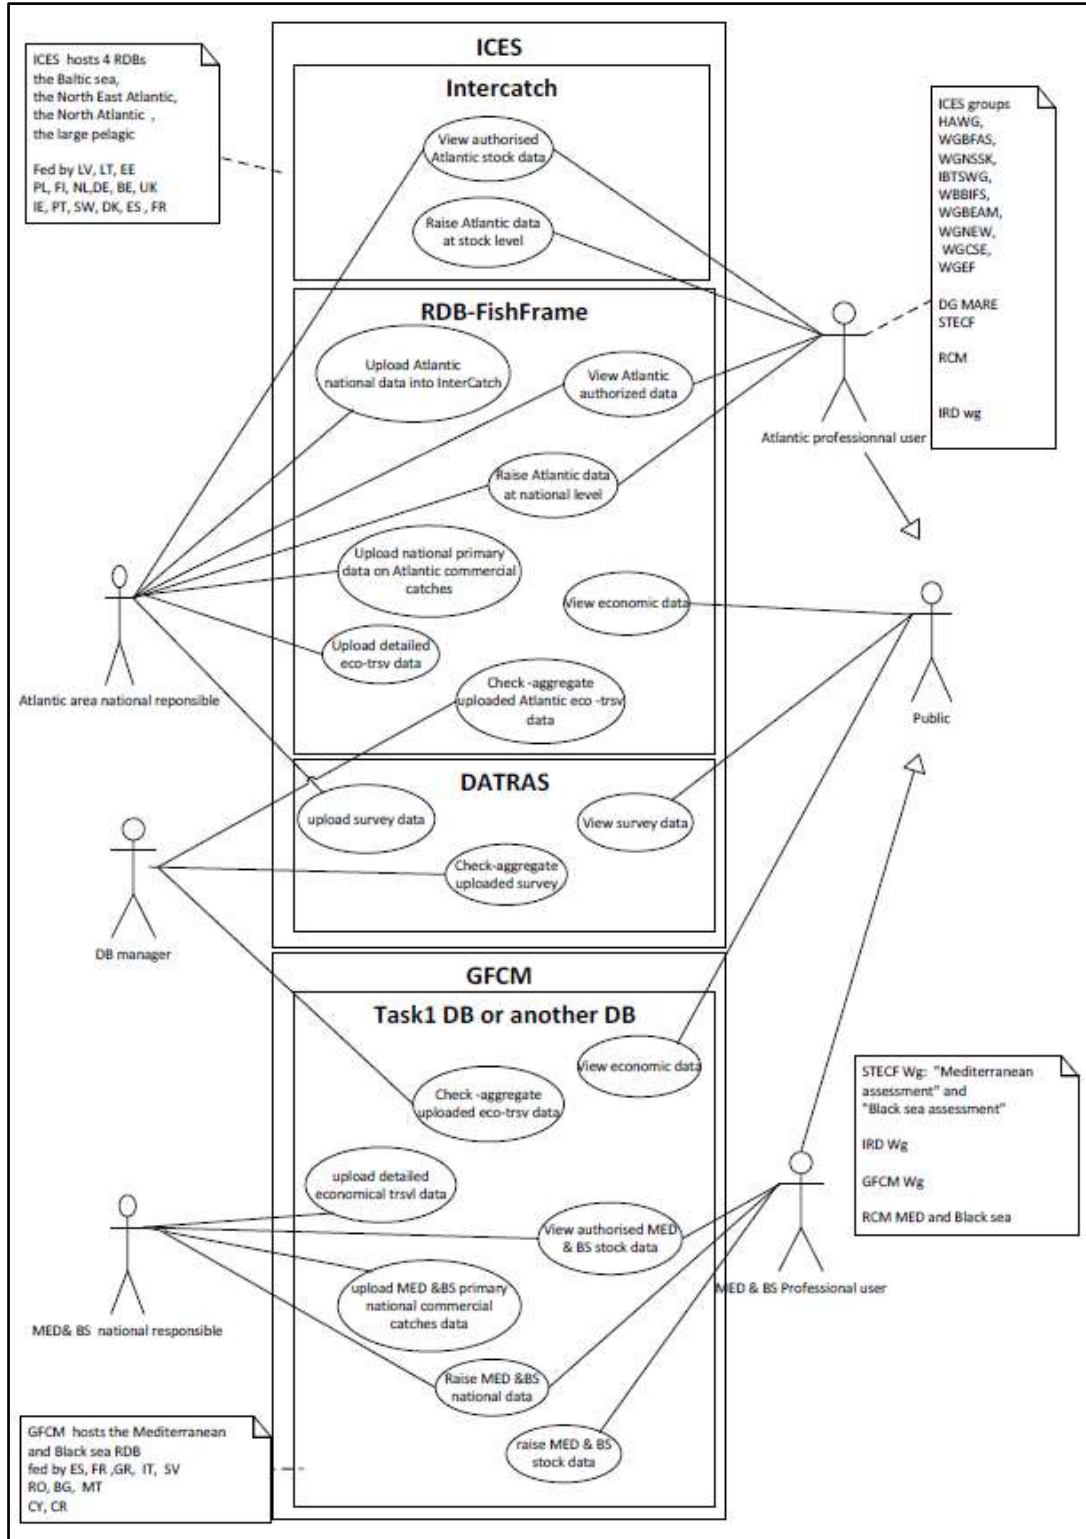 ICES hosts 4 RDBs
the Baltic sea,
the North East Atlantic,
the North Atlantic ,
the large pelagic
Fed by LV, LT, EE
PL, FI, NL,DE, BE, UK
IE, PT, SW, DK, ES , FR
ICES
Intercatch
View authorised
Atlantic stock data
Raise Atlantic data
at stock level
ICES groups
HAWG,
WGBFAS,
WGNSSK,
IBTSWG,
WBBIFS,
WGBEAM,
WGNEW,
WGCSE,
WGEF
DG MARE
STECF
RCM
IRD wg
RDB-FishFrame
Upload Atlantic
national data into InterCatch
View Atlantic
authorized data
Atlantic professionnal user
Raise Atlantic data
at national level
Upload national primary
data on Atlantic commercial
catches
View economic data
Upload detailed
eco-trsv data
Check -aggregate
uploaded Atlantic eco -trsv
data
Atlantic area national reponsible
Public
DATRAS
upload survey data
View survey data
Check-aggregate
uploaded survey
DB manager
GFCM
Task1 DB or another DB
View economic data
Check -aggregate
uploaded eco-trsv data
STECF Wg: "Mediterranean
assessment" and
"Black sea assessment"
IRD Wg
GFCM Wg
RCM MED and Black sea
upload detailed
economical trsvl data
View authorised MED
& BS stock data
MED & BS Professional user
upload MED &BS primary
national commercial
catches data
MED& BS national responsible
Raise MED &BS
national data
raise MED & BS
stock data
GFCM hosts the Mediterranean
and Black sea RDB
fed by ES, FR ,GR, IT, SV
RO, BG, MT
CY, CR